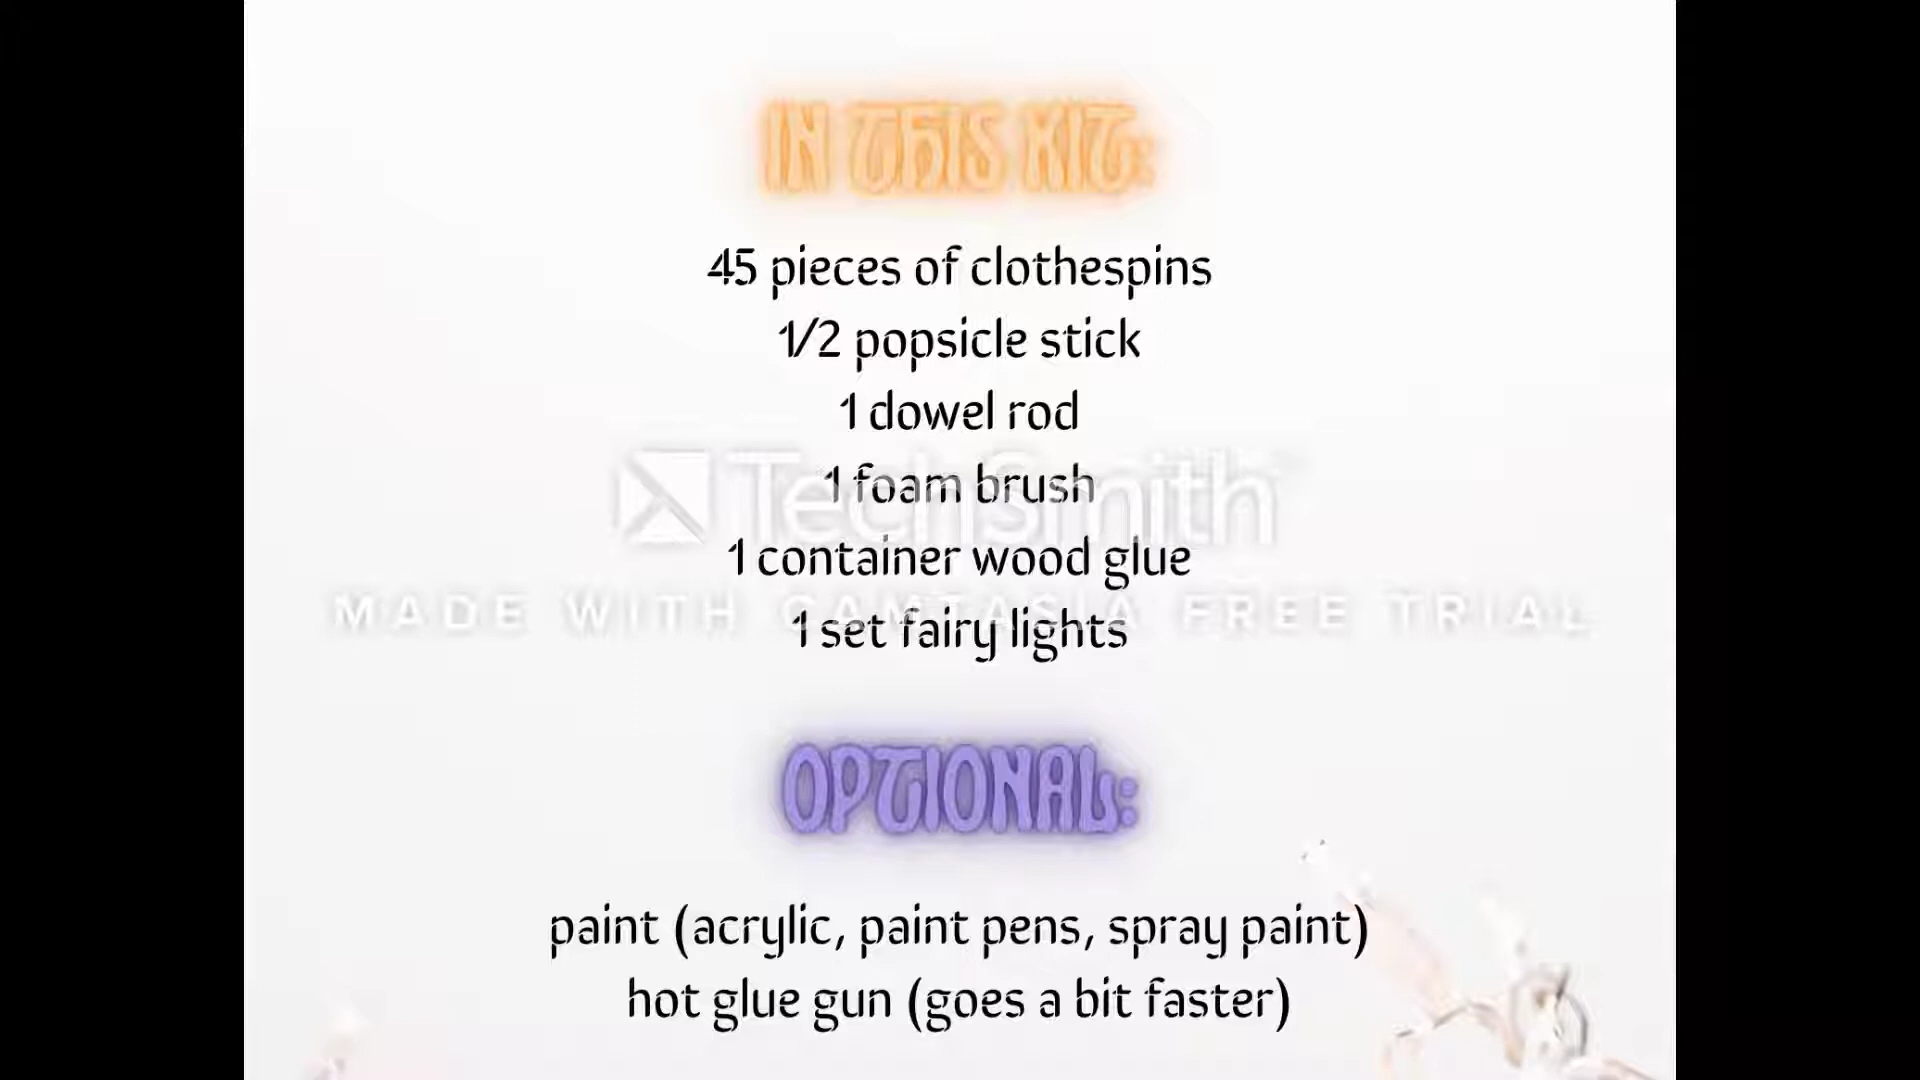 IN THIS KIT:
45 pieces of clothespins
1/2 popsicle stick
1 dowel rod
TechSmith
1 foam brush
1 container wood glue
MADE WITH CAMTASIA FREE TRIAL
1 set fairy lights
OPTIONAL:
paint (acrylic, paint pens, spray paint)
hot glue gun (goes a bit faster)